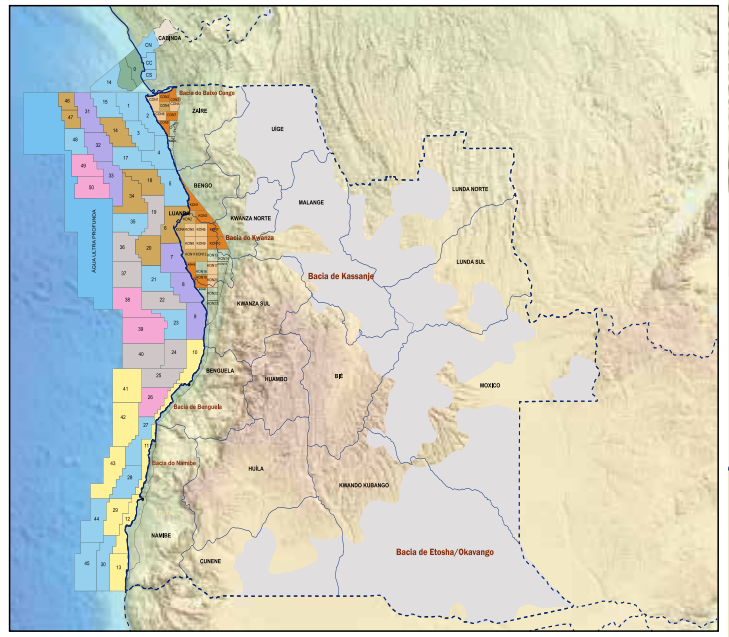 CABINDA
CN
0
CC
CS
14
Bacia do Baixo Congo
46
31
15
1
47
2
ZAÍRE
14
3
UÍGE
48
32
4
49
17
33
50
18
5
BENGO
LUNDA NORTE
34
MALANGE
19
LUANDA
KWANZA NORTE
35
6
ÁGUA ULTRA PROFUNDA
Bacia do Kwanza
36
20
7
LUNDA SUL
37
Bacia de Kassanje
21
8
38
22
KWANZA SUL
23
9
39
40
24
10
BENGUELA
25
HUAMBO
BIÉ
MOXICO
41
26
Bacia de Benguela
42
27
11
43
Bacia do Namibe
HUÍLA
28
KWANDO KUBANGO
29
44
12
NAMIBE
Bacia de Etosha/Okavango
CUNENE
45
30
13